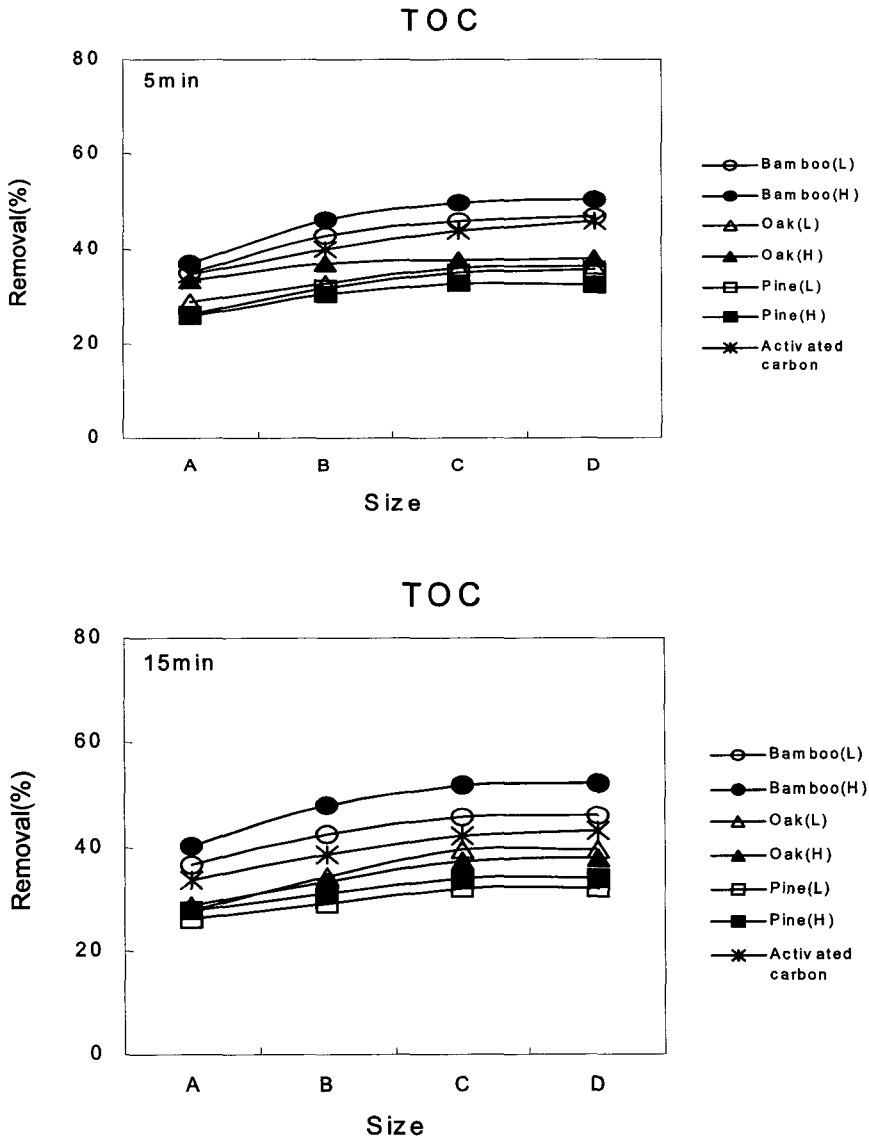 TOC
80
60
40
20
0
5min
Removal(%)
A B C D
Size
Bamboo(L)
Bamboo(H)
Oak(L)
Oak(H)
Pine(L)
Pine(H)
Activated
carbon
TOC
80
60
40
20
0
15min
Removal(%)
A B C D
Size
Bamboo(L)
Bamboo(H)
Oak(L)
Oak(H)
Pine(L)
Pine(H)
Activated
carbon